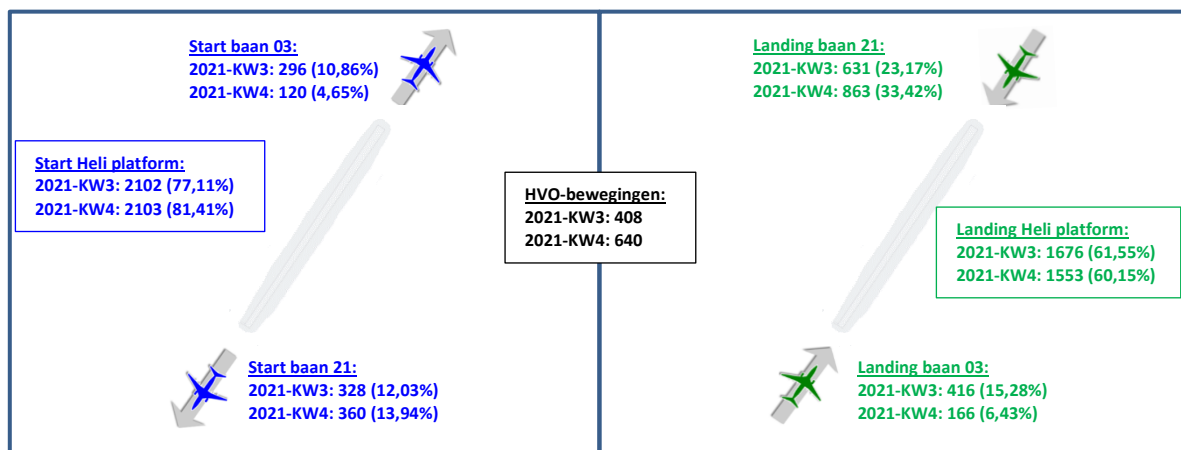 Start baan 03:
2021-KW3: 296 (10,86%)
2021-KW4: 120 (4,65%)
Start Heli platform:
2021-KW3: 2102 (77,11%)
2021-KW4: 2103 (81,41%)
Start baan 21:
2021-KW3: 328 (12,03%)
2021-KW4: 360 (13,94%)
HVO-bewegingen:
2021-KW3: 408
2021-KW4: 640
Landing baan 21:
2021-KW3: 631 (23,17%)
2021-KW4: 863 (33,42%)
Landing Heli platform:
2021-KW3: 1676 (61,55%)
2021-KW4: 1553 (60,15%)
Landing baan 03:
2021-KW3: 416 (15,28%)
2021-KW4: 166 (6,43%)